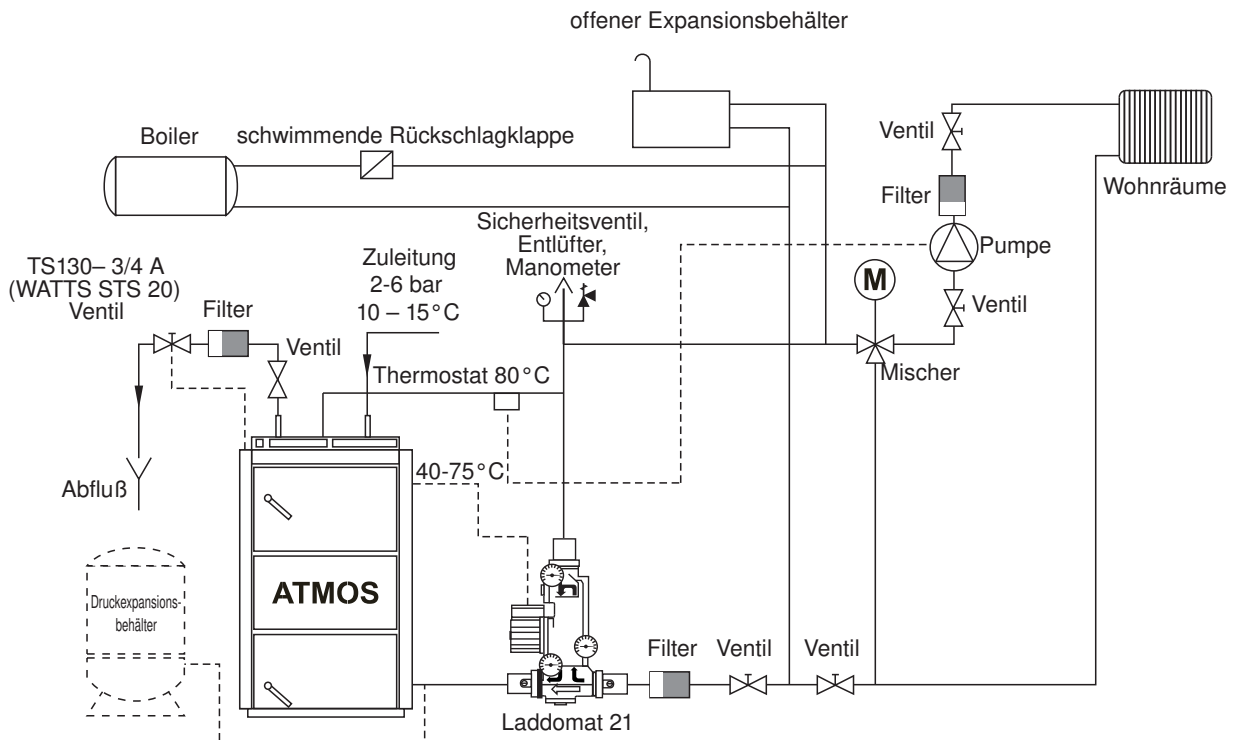 offener Expansionsbehälter
Boiler
schwimmende Rückschlagklappe
Ventil
Filter
Wohnräume
Sicherheitsventil,
Entlüfter,
Manometer
Pumpe
TS130– 3/4 A
(WATTS STS 20)
Ventil
Filter
Zuleitung
2-6 bar
10 – 15°C
M
Ventil
Ventil
Thermostat 80°C
Mischer
40-75°C
Abfluß
ATMOS
Druckexpansions-
behälter
Filter
Ventil
Ventil
Laddomat 21